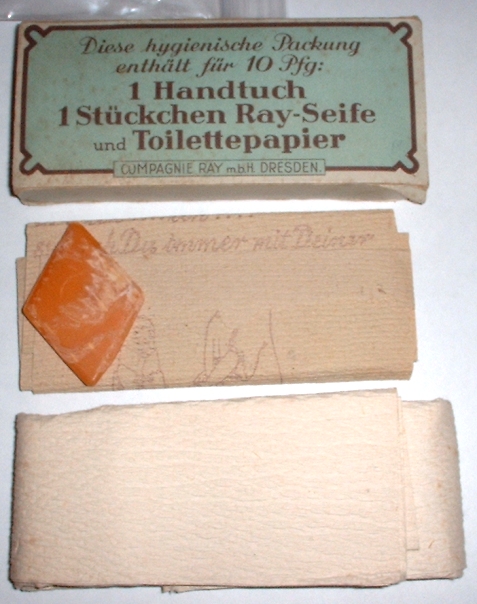 Diese hygienische Packung
enthält für 10 Pfg:
1 Handtuch
1 Stückchen Ray-Seife
und Toilettepapier
COMPAGNIE RAY m.b.H. DRESDEN.
Du immer mit Deiner